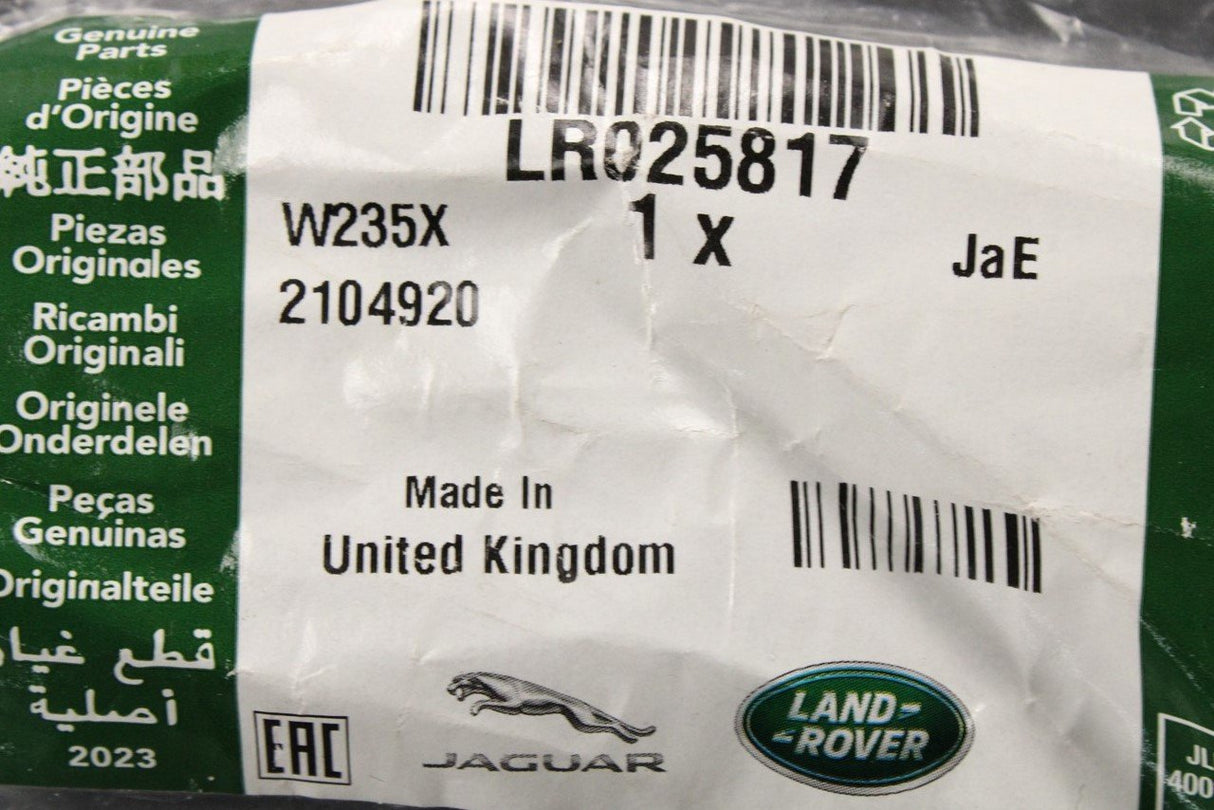 Genuine
Parts
Pièces
d'Origine
純正部品
Piezas
Originales
Ricambi
Originali
Originele
Onderdelen
Peças
Genuinas
Originalteile
قطع غيار
أصلية
2023
LR025817
W235X
1 X
JaE
2104920
Made In
United Kingdom
EAC
JAGUAR
LAND-
-ROVER